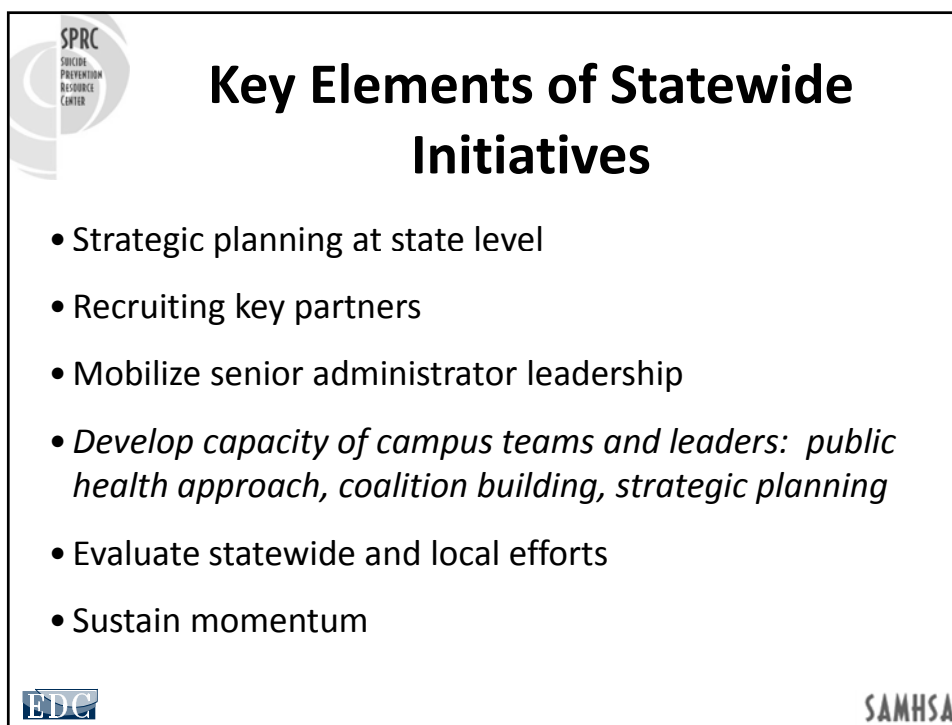 SPRC
SUICIDE
PREVENTION
RESOURCE
CENTER
Key Elements of Statewide
Initiatives
• Strategic planning at state level
• Recruiting key partners
• Mobilize senior administrator leadership
• Develop capacity of campus teams and leaders: public
health approach, coalition building, strategic planning
• Evaluate statewide and local efforts
• Sustain momentum
EDC
SAMHSA